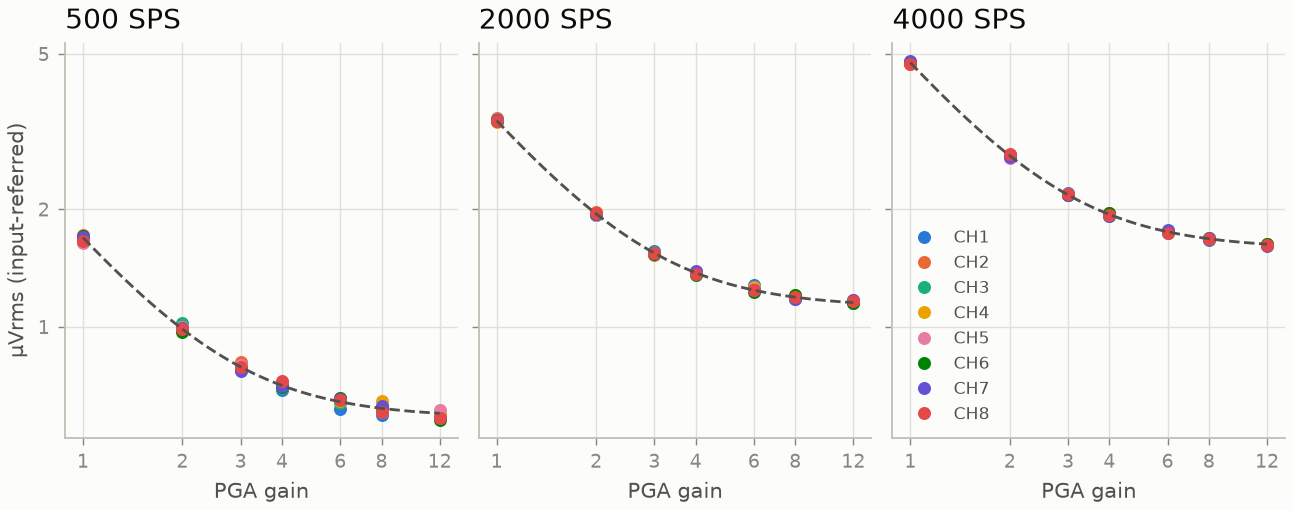 500 SPS
2000 SPS
4000 SPS
5
2
1
µVrms (input-referred)
CH1
CH2
CH3
CH4
CH5
CH6
CH7
CH8
1 2 3 4 6 8 12
1 2 3 4 6 8 12
1 2 3 4 6 8 12
PGA gain
PGA gain
PGA gain